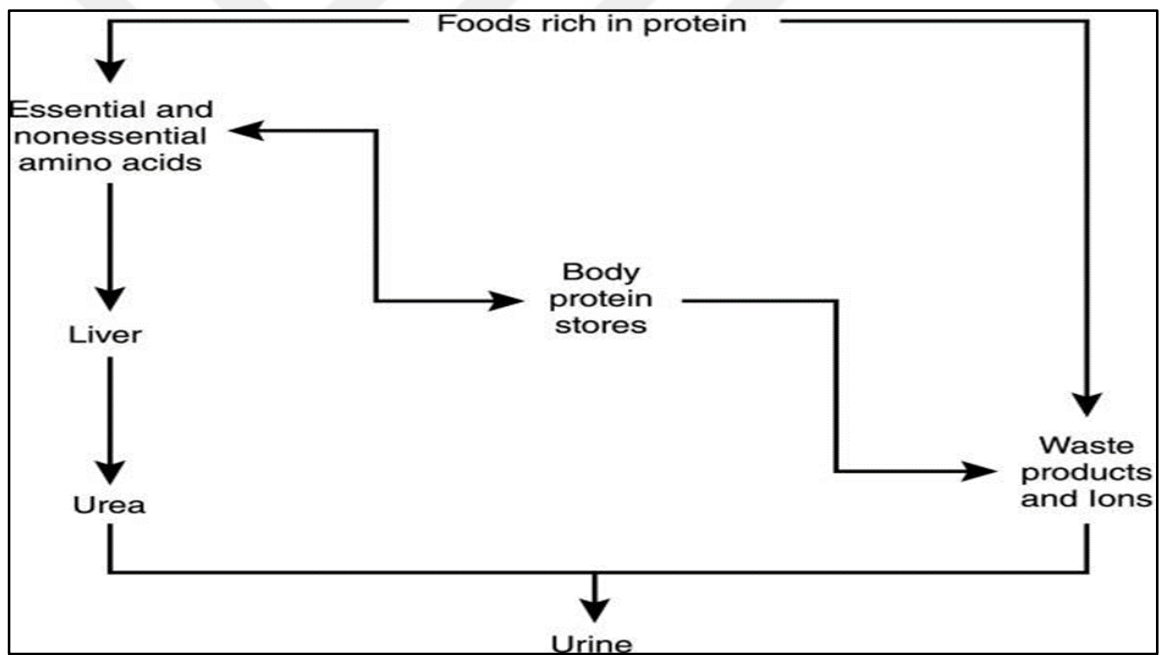 Foods rich in protein
Essential and
nonessential
amino acids
Body
protein
stores
Liver
Waste
products
and Ions
Urea
Urine